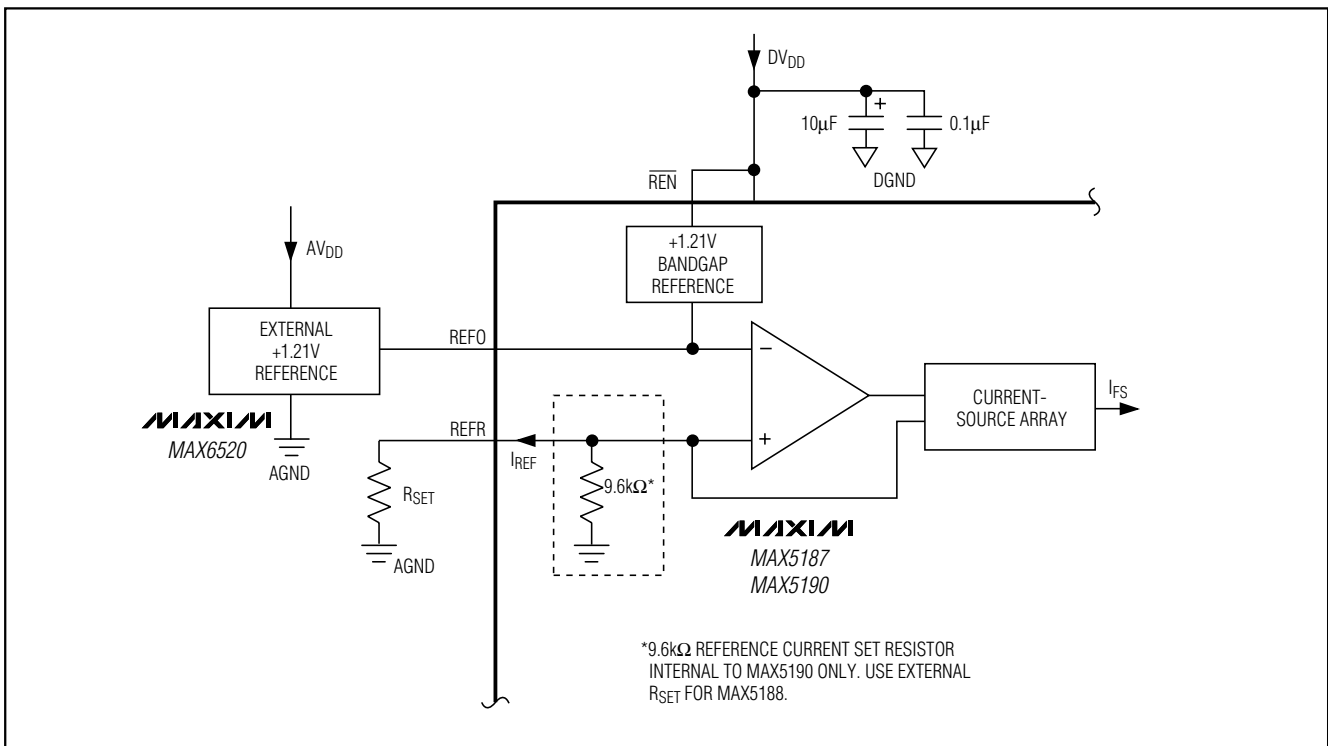 DVDD
10µF
+
0.1µF
DGND
REN
AVDD
+1.21V
BANDGAP
REFERENCE
EXTERNAL
+1.21V
REFERENCE
REFO
−
+
CURRENT-
SOURCE ARRAY
IFS
MAXIM
MAX6520
AGND
REFR
IREF
RSET
AGND
9.6kΩ*
MAXIM
MAX5187
MAX5190
*9.6kΩ REFERENCE CURRENT SET RESISTOR
INTERNAL TO MAX5190 ONLY. USE EXTERNAL
RSET FOR MAX5188.